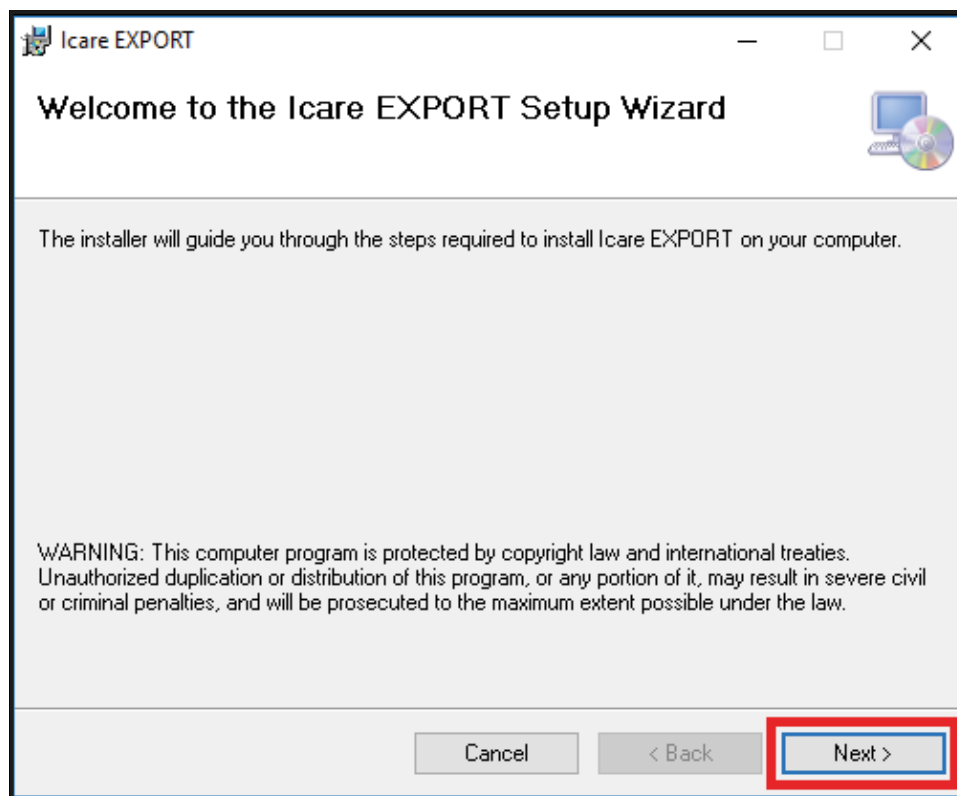 Icare EXPORT
Welcome to the Icare EXPORT Setup Wizard
The installer will guide you through the steps required to install Icare EXPORT on your computer.
WARNING: This computer program is protected by copyright law and international treaties.
Unauthorized duplication or distribution of this program, or any portion of it, may result in severe civil
or criminal penalties, and will be prosecuted to the maximum extent possible under the law.
Cancel < Back Next >